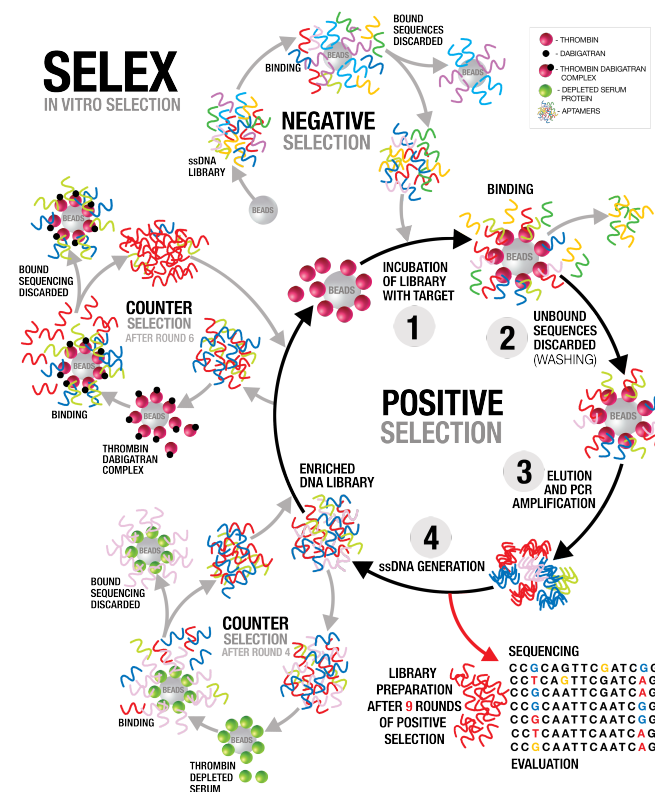 SELEX
IN VITRO SELECTION
BOUND
SEQUENCES
DISCARDED
BINDING
BEADS
BEADS
- THROMBIN
- DABIGATRAN
- THROMBIN DABIGATRAN
COMPLEX
- DEPLETED SERUM
PROTEIN
- APTAMERS
NEGATIVE
SELECTION
ssDNA
LIBRARY
BEADS
BINDING
BEADS
BEADS
BOUND
SEQUENCING
DISCARDED
COUNTER
SELECTION
AFTER ROUND 6
BEADS
BINDING
BEADS
THROMBIN
DABIGATRAN
COMPLEX
BEADS
INCUBATION
OF LIBRARY
WITH TARGET
1
2
UNBOUND
SEQUENCES
DISCARDED
(WASHING)
POSITIVE
SELECTION
BEADS
3
ELUTION
AND PCR
AMPLIFICATION
ENRICHED
DNA LIBRARY
4
ssDNA GENERATION
BEADS
BOUND
SEQUENCING
DISCARDED
COUNTER
SELECTION
AFTER ROUND 4
BEADS
BINDING
BEADS
THROMBIN
DEPLETED
SERUM
LIBRARY
PREPARATION
AFTER 9 ROUNDS
OF POSITIVE
SELECTION
SEQUENCING
CCGCAGTTCGATCGG
CCTCAGTTCGATCAG
CCGCAATTCGATCAG
CCGCAATTCAATCGG
CCGCAATTCAATCGG
CCTCAATTCAATCAG
CCGCAATTCAATCAG
EVALUATION